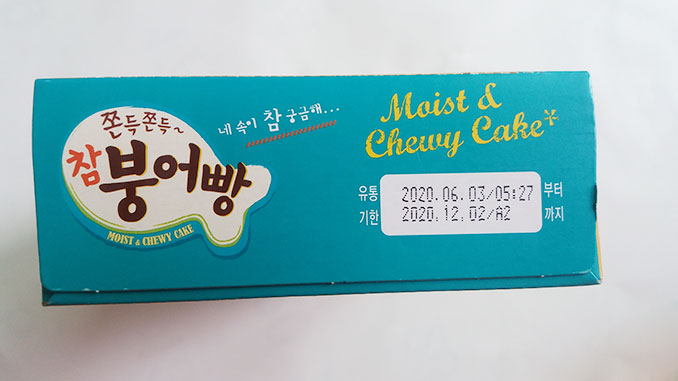 쫀득쫀득~
참붕어빵
MOIST & CHEWY CAKE
네 속이 참 궁금해...
Moist &
Chewy Cake
유통 2020.06.03/05:27 부터
기한 2020.12.02/A2 까지